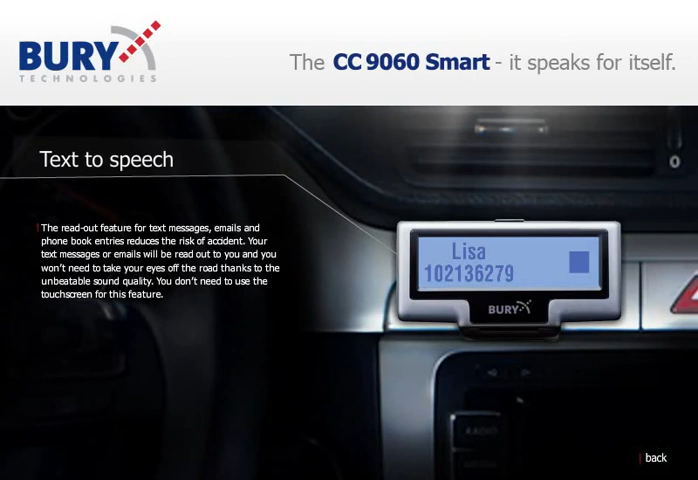 BURY
TECHNOLOGIES
The CC 9060 Smart - it speaks for itself.
Text to speech
The read-out feature for text messages, emails and
phone book entries reduces the risk of accident. Your
text messages or emails will be read out to you and you
won't need to take your eyes off the road thanks to the
unbeatable sound quality. You don't need to use the
touchscreen for this feature.
Lisa
102136279
BURY
0
RADIO
back